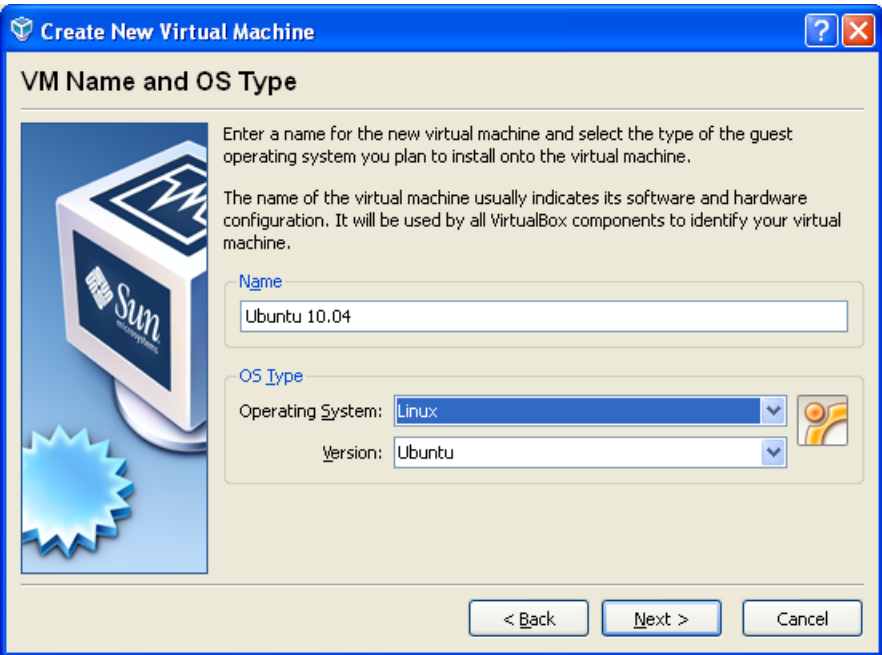 Create New Virtual Machine
VM Name and OS Type
Enter a name for the new virtual machine and select the type of the guest
operating system you plan to install onto the virtual machine.
The name of the virtual machine usually indicates its software and hardware
configuration. It will be used by all VirtualBox components to identify your virtual
machine.
Sun
microsystems
Name
Ubuntu 10.04
OS Type
Operating System: Linux
Version: Ubuntu
< Back Next > Cancel